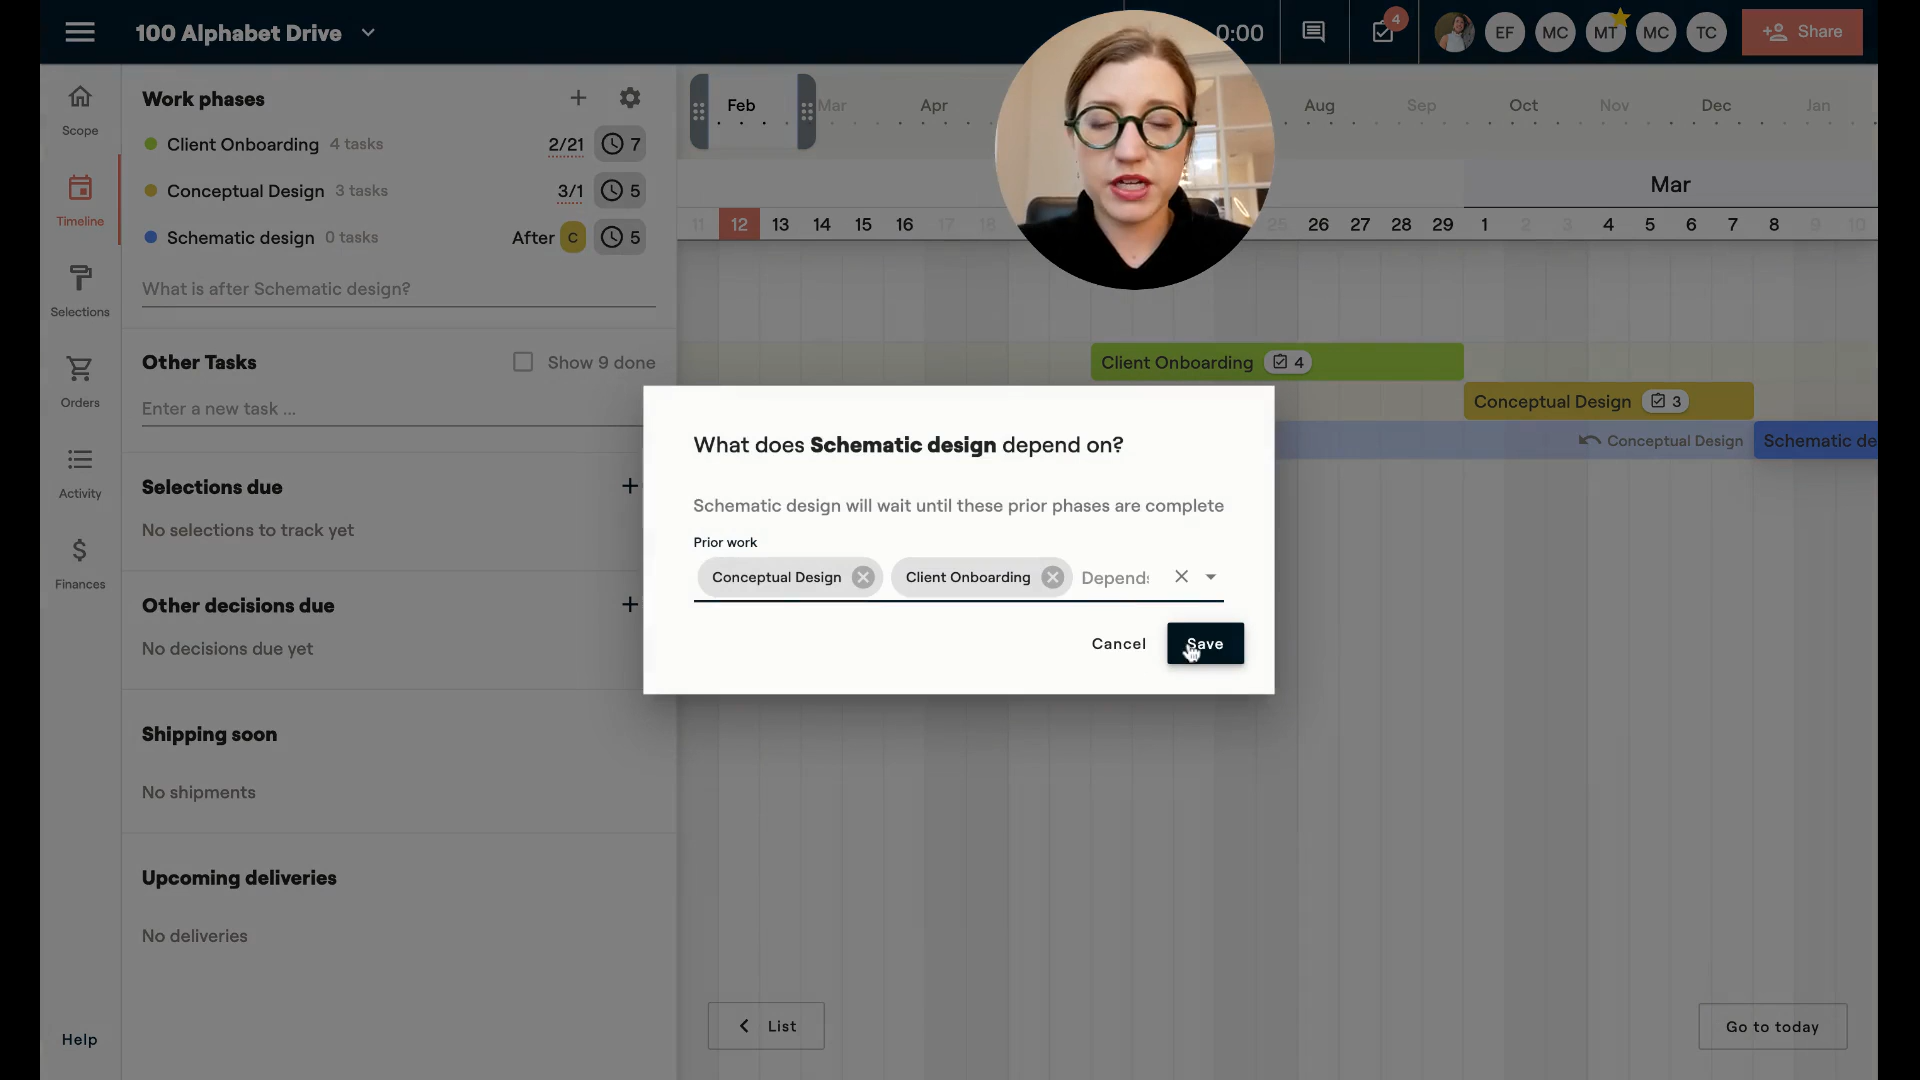 100 Alphabet Drive
0:00
4
EF
MC
MT
MC
TC
Share
Scope
Timeline
Selections
Orders
Activity
Finances
Help
Work phases
Client Onboarding 4 tasks 2/21 7
Conceptual Design 3 tasks 3/1 5
Schematic design 0 tasks After C 5
What is after Schematic design?
Other Tasks Show 9 done
Enter a new task ...
Selections due
No selections to track yet
Other decisions due
No decisions due yet
Shipping soon
No shipments
Upcoming deliveries
No deliveries
Feb Mar Apr Aug Sep Oct Nov Dec Jan
Mar
11 12 13 14 15 16 17 18 25 26 27 28 29 1 2 3 4 5 6 7 8 9 10
Client Onboarding 4
Conceptual Design 3
Conceptual Design
Schematic de
What does Schematic design depend on?
Schematic design will wait until these prior phases are complete
Prior work
Conceptual Design Client Onboarding Depends
Cancel Save
List
Go to today